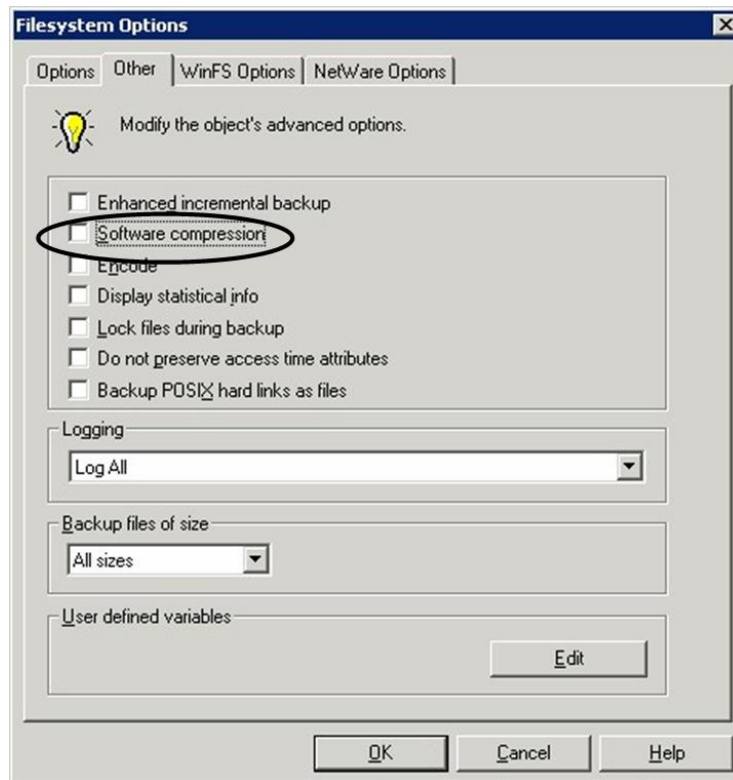 Filesystem Options
Options Other WinFS Options NetWare Options
Modify the object's advanced options.
Enhanced incremental backup
Software compression
Encode
Display statistical info
Lock files during backup
Do not preserve access time attributes
Backup POSIX hard links as files
Logging
Log All
Backup files of size
All sizes
User defined variables
Edit
OK Cancel Help